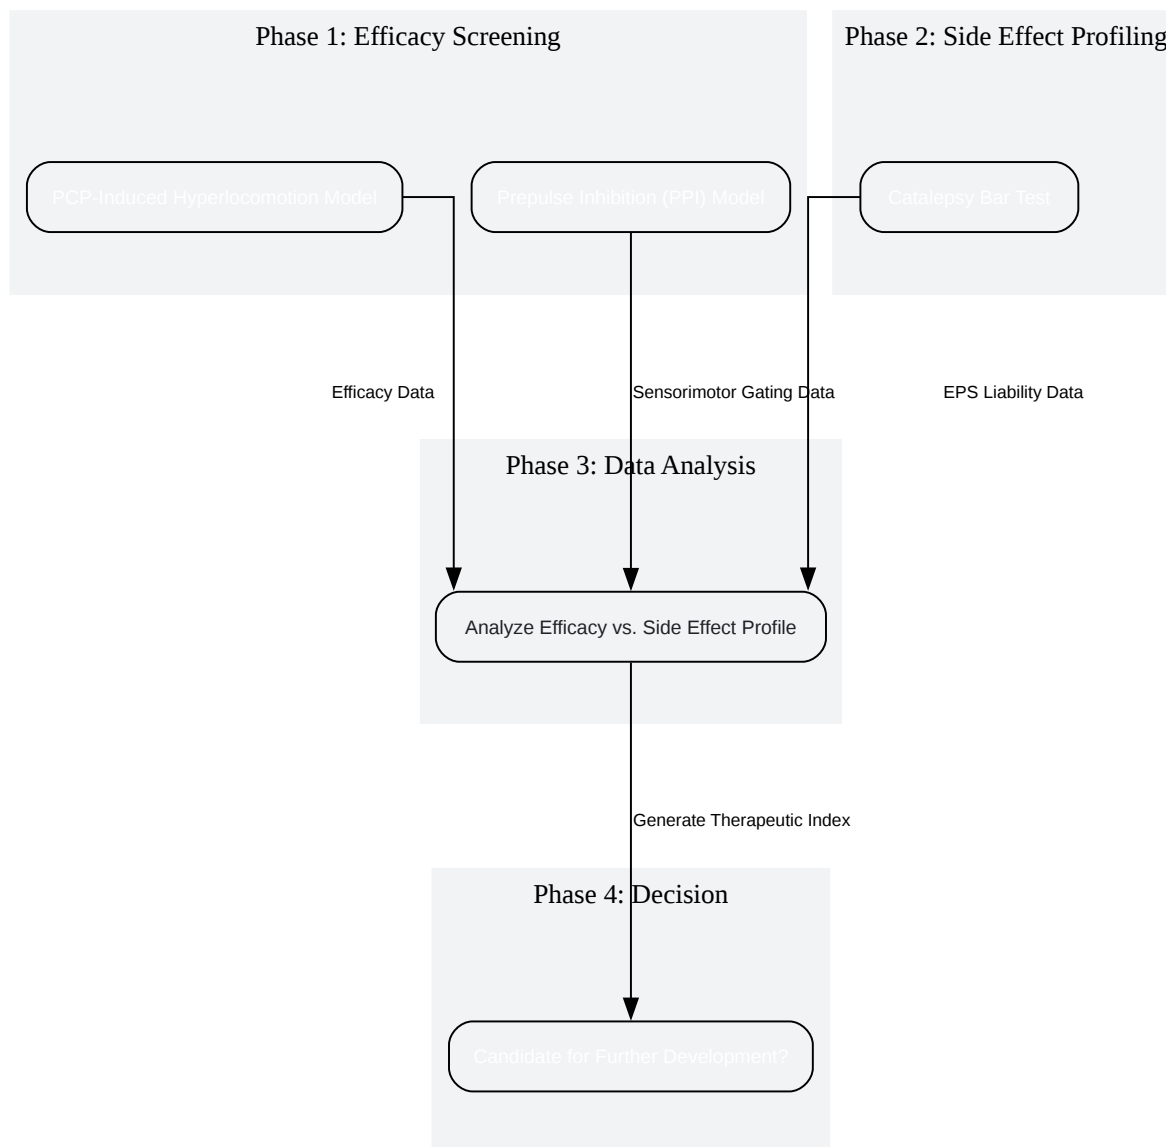 Phase 1: Efficacy Screening
Phase 2: Side Effect Profiling
PCP-Induced Hyperlocomotion Model
Prepulse Inhibition (PPI) Model
Catalepsy Bar Test
Efficacy Data
Sensorimotor Gating Data
EPS Liability Data
Phase 3: Data Analysis
Analyze Efficacy vs. Side Effect Profile
Generate Therapeutic Index
Phase 4: Decision
Candidate for Further Development?